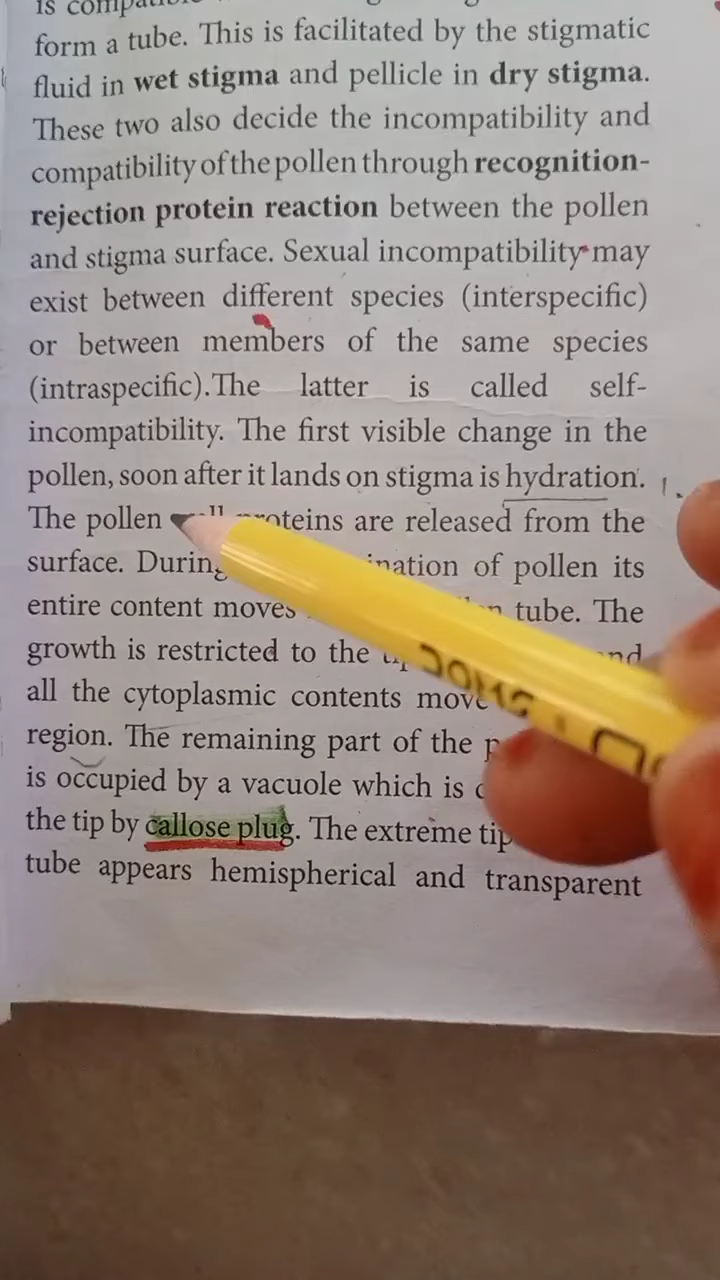 is
form a tube. This is facilitated by the stigmatic
fluid in wet stigma and pellicle in dry stigma.
These two also decide the incompatibility and
compatibility of the pollen through recognition-
rejection protein reaction between the pollen
and stigma surface. Sexual incompatibility may
exist between different species (interspecific)
or between members of the same species
(intraspecific).The latter is called self-
incompatibility. The first visible change in the
pollen, soon after it lands on stigma is hydration.
The pollen proteins are released from the
surface. During of pollen its
entire content moves tube. The
growth is restricted to the
all the cytoplasmic contents move
region. The remaining part of the
is occupied by a vacuole which is
the tip by callose plug. The extreme tip
tube appears hemispherical and transparent